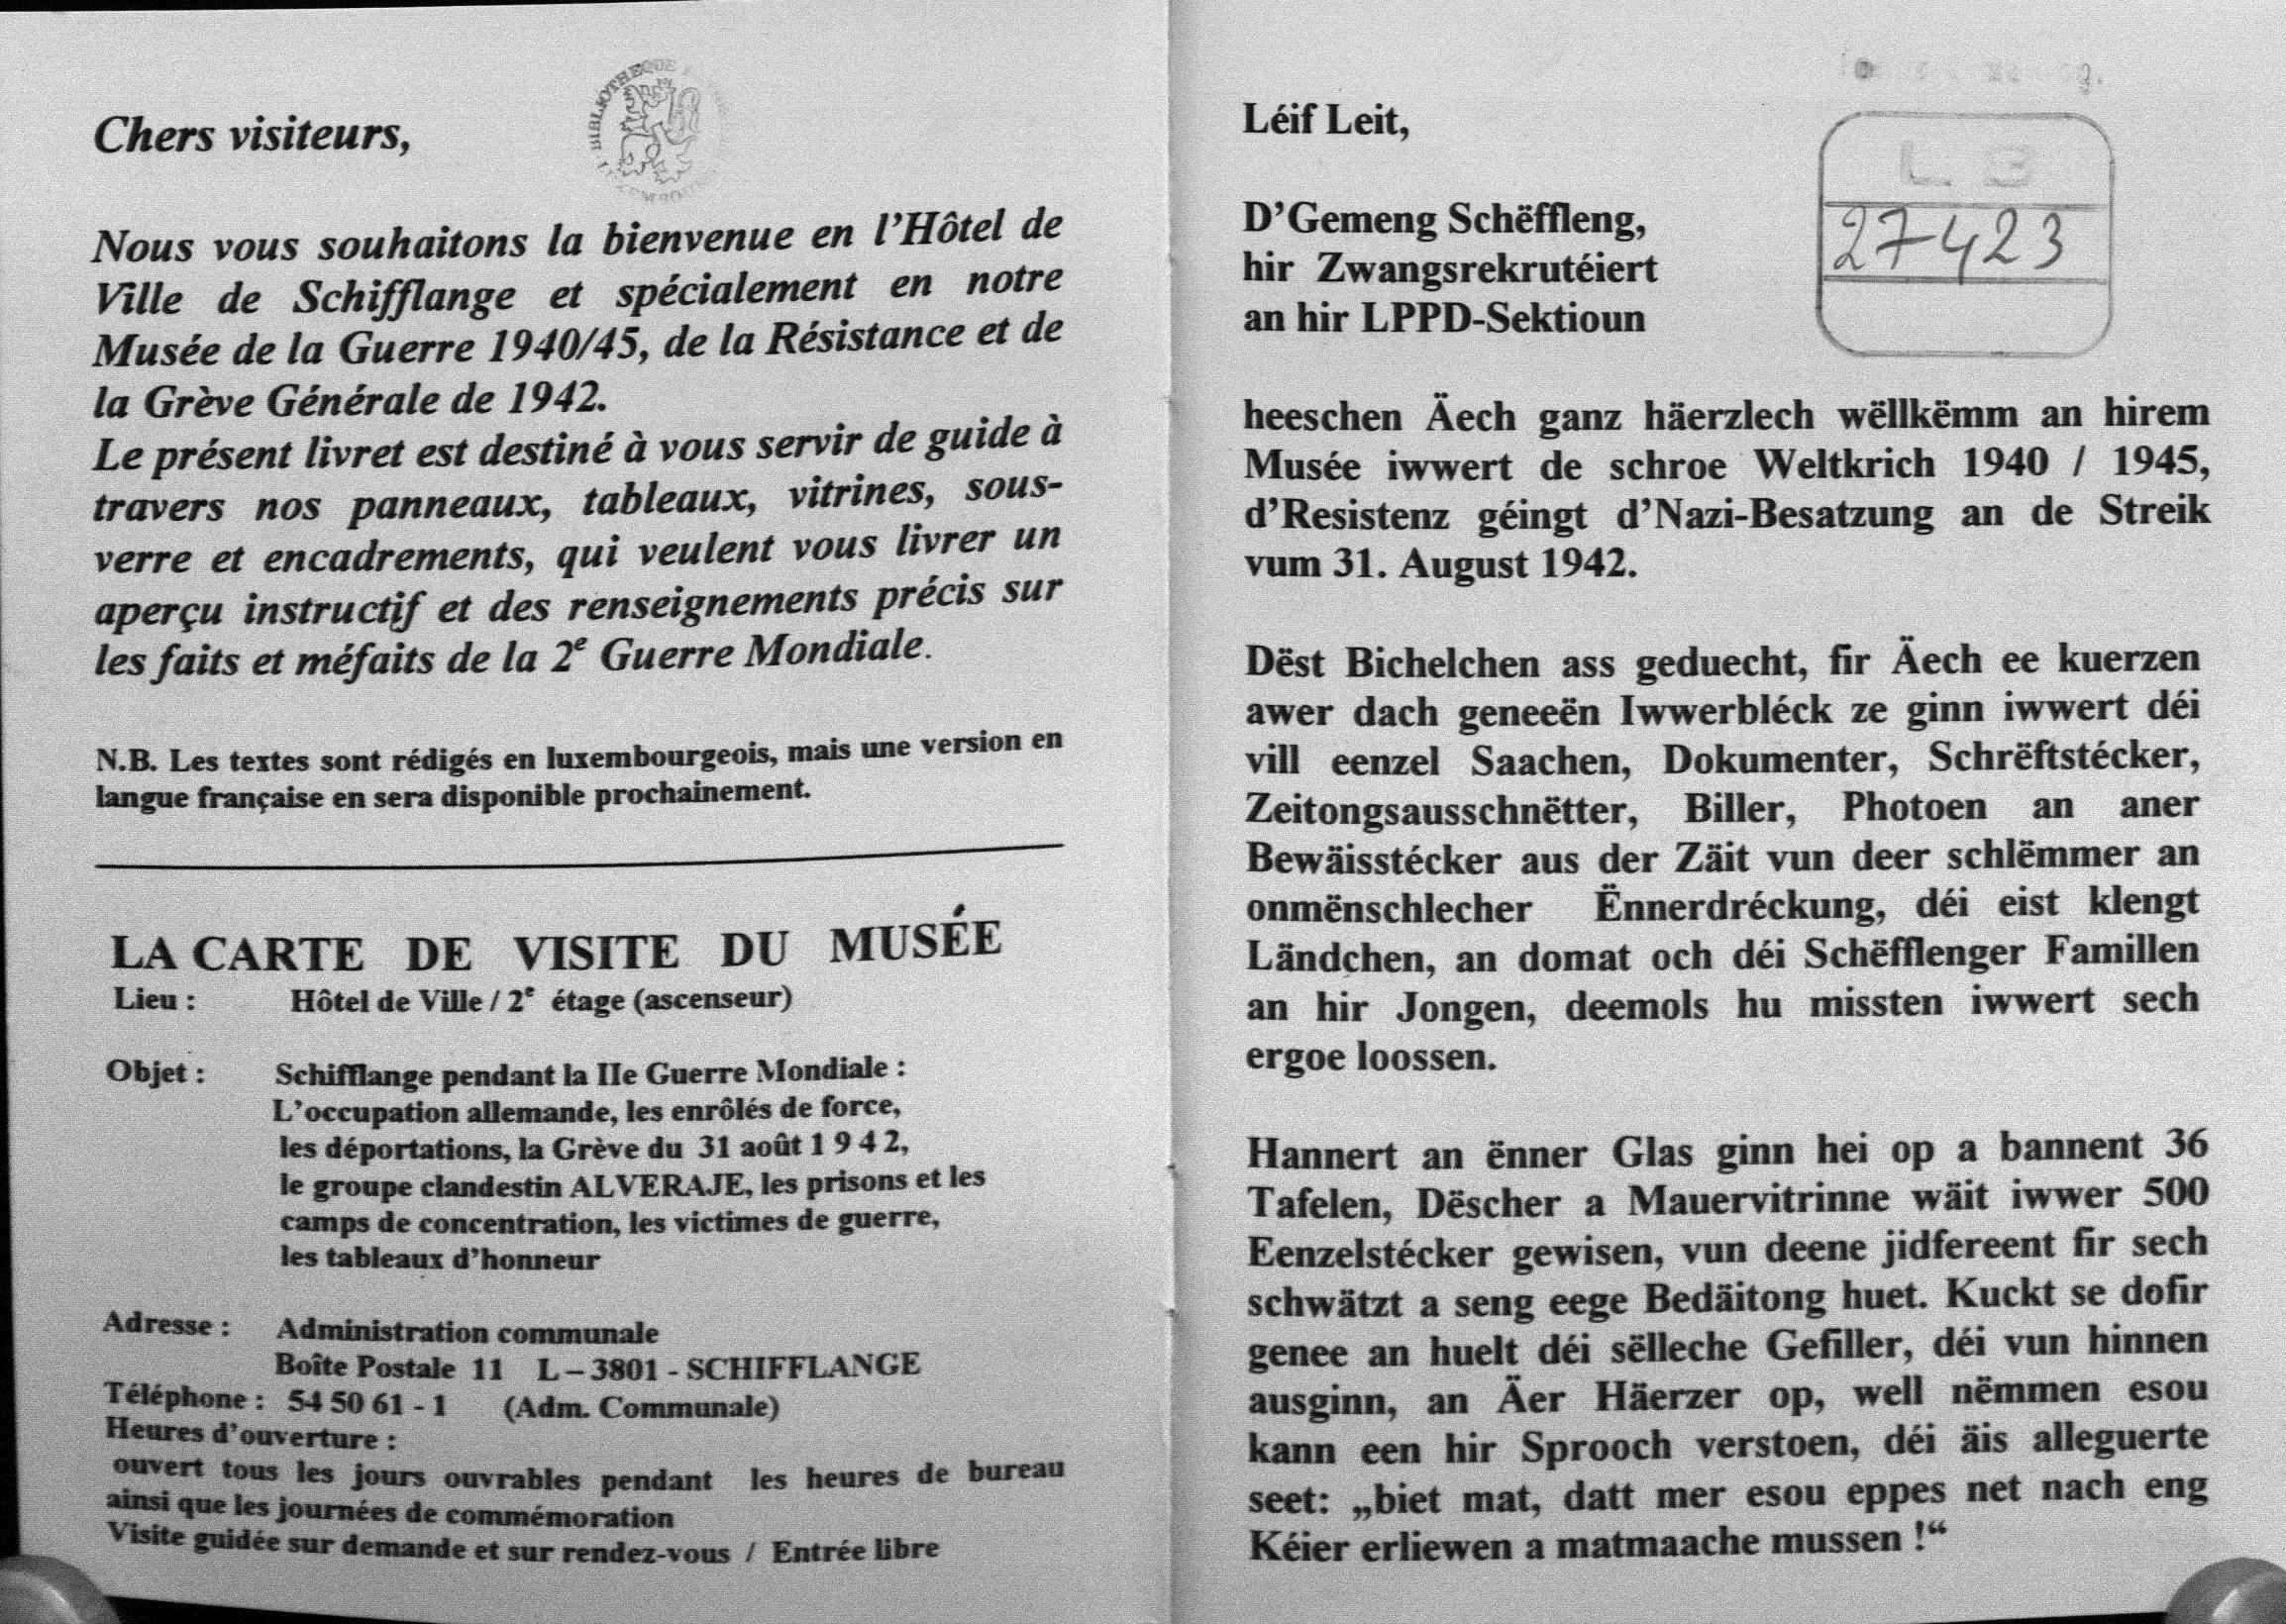 Chers visiteurs,
BIBLIOTHEQUE
Nous vous souhaitons la bienvenue en l'Hôtel de
Ville de Schifflange et spécialement en notre
Musée de la Guerre 1940/45, de la Résistance et de
la Grève Générale de 1942.
Le présent livret est destiné à vous servir de guide à
travers nos panneaux, tableaux, vitrines, sous-
verre et encadrements, qui veulent vous livrer un
aperçu instructif et des renseignements précis sur
les faits et méfaits de la 2e Guerre Mondiale.
N.B. Les textes sont rédigés en luxembourgeois, mais une version en
langue française en sera disponible prochainement.
LA CARTE DE VISITE DU MUSÉE
Lieu : Hôtel de Ville / 2e étage (ascenseur)
Objet : Schifflange pendant la IIe Guerre Mondiale :
L'occupation allemande, les enrôlés de force,
les déportations, la Grève du 31 août 1 9 4 2,
le groupe clandestin ALVERAJE, les prisons et les
camps de concentration, les victimes de guerre,
les tableaux d'honneur
Adresse : Administration communale
Boîte Postale 11 L – 3801 - SCHIFFLANGE
Téléphone : 54 50 61 - 1 (Adm. Communale)
Heures d'ouverture :
ouvert tous les jours ouvrables pendant les heures de bureau
ainsi que les journées de commémoration
Visite guidée sur demande et sur rendez-vous / Entrée libre
Léif Leit,
L B
27423
D'Gemeng Schëffleng,
hir Zwangsrekrutéiert
an hir LPPD-Sektioun
heeschen Äech ganz häerzlech wëllkëmm an hirem
Musée iwwert de schroe Weltkrich 1940 / 1945,
d'Resistenz géingt d'Nazi-Besatzung an de Streik
vum 31. August 1942.
Dëst Bichelchen ass geduecht, fir Äech ee kuerzen
awer dach geneeën Iwwerbléck ze ginn iwwert déi
vill eenzel Saachen, Dokumenter, Schrëftstécker,
Zeitongsausschnëtter, Biller, Photoen an aner
Bewäisstécker aus der Zäit vun deer schlëmmer an
onmënschlecher Ënnerdréckung, déi eist klengt
Ländchen, an domat och déi Schëfflenger Famillen
an hir Jongen, deemols hu missten iwwert sech
ergoe loossen.
Hannert an ënner Glas ginn hei op a bannent 36
Tafelen, Dëscher a Mauervitrinne wäit iwwer 500
Eenzelstécker gewisen, vun deene jidfereent fir sech
schwätzt a seng eege Bedäitong huet. Kuckt se dofir
genee an huelt déi sëlleche Gefiller, déi vun hinnen
ausginn, an Äer Häerzer op, well nëmmen esou
kann een hir Sprooch verstoen, déi äis alleguerte
seet: „biet mat, datt mer esou eppes net nach eng
Kéier erliewen a matmaache mussen !“